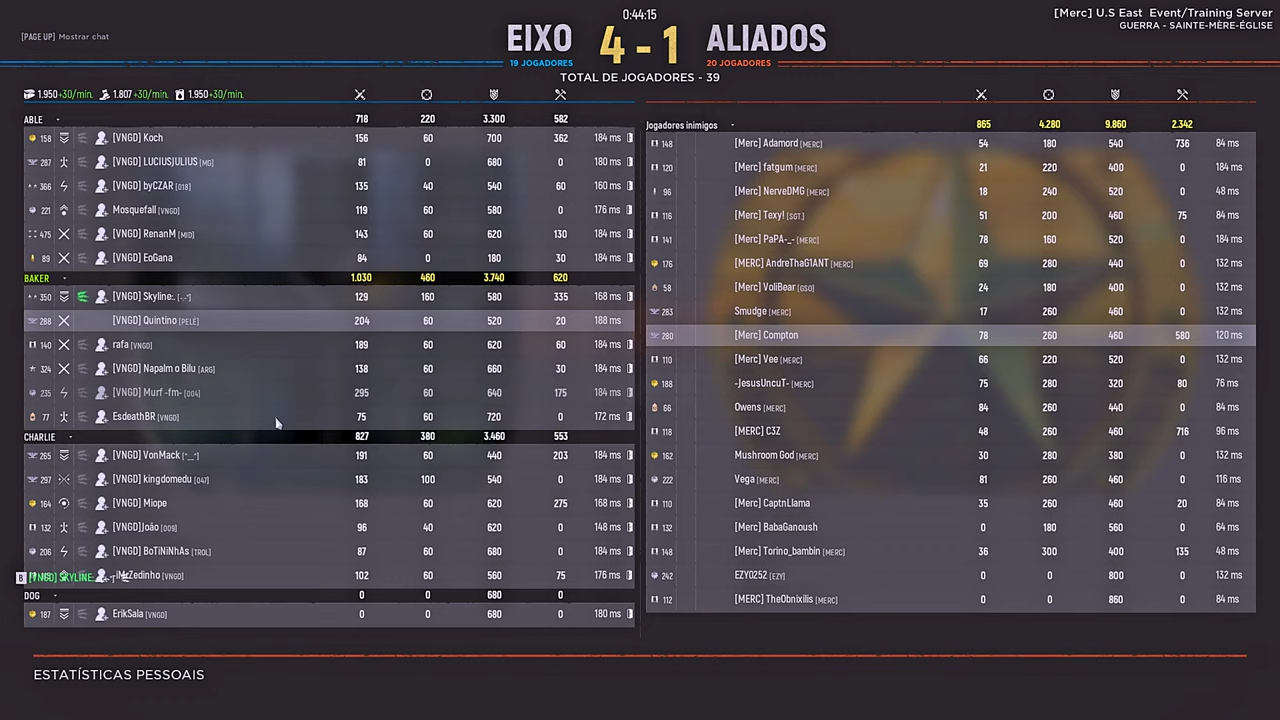 0:44:15
[Merc] U.S East Event/Training Server
GUERRA - SAINTE-MÈRE-ÉGLISE
[PAGE UP] Mostrar chat
EIXO 4 - 1 ALIADOS
19 JOGADORES 20 JOGADORES
TOTAL DE JOGADORES - 39
1.950+30/min. 1.807+30/min. 1.950+30/min.
ABLE - 718 220 3.300 582
158 [VNGD] Koch 156 60 700 362 184 ms
287 [VNGD] LUCIUSJULIUS [MG] 81 0 680 0 180 ms
366 [VNGD] byCZAR [018] 135 40 540 60 160 ms
221 Mosquefall [VNGD] 119 60 580 0 176 ms
475 [VNGD] RenanM [MID] 143 60 620 130 184 ms
89 [VNGD] EoGana 84 0 180 30 184 ms
BAKER - 1.030 460 3.740 620
350 [VNGD] Skyline:. [-.-"] 129 160 580 335 168 ms
288 [VNGD] Quintino [PELÉ] 204 60 520 20 188 ms
140 rafa [VNGD] 189 60 620 60 184 ms
324 [VNGD] Napalm o Bilu [ARG] 138 60 660 30 184 ms
235 [VNGD] Murf -fm- [004] 295 60 640 175 184 ms
77 EsdeathBR [VNGD] 75 60 720 0 172 ms
CHARLIE - 827 380 3.460 553
265 [VNGD] VonMack [^__^] 191 60 440 203 184 ms
297 [VNGD] kingdomedu [047] 183 100 540 0 184 ms
164 [VNGD] Miope 168 60 620 275 168 ms
132 [VNGD]João [009] 96 40 620 0 148 ms
206 [VNGD] BoTiNiNhAs [TROL] 87 60 680 0 184 ms
B [VNGD] SKYLINE:. iMrZedinho [VNGD] 102 60 560 75 176 ms
DOG - 0 0 680 0
187 ErikSala [VNGD] 0 0 680 0 180 ms
Jogadores inimigos - 865 4.280 9.860 2.342
148 [Merc] Adamord [MERC] 54 180 540 736 84 ms
120 [Merc] fatgum [MERC] 21 220 400 0 84 ms
96 [Merc] NerveDMG [MERC] 18 240 520 0 48 ms
116 [Merc] Texy! [SGT.] 51 200 460 75 84 ms
141 [Merc] PaPA-_- [MERC] 78 160 520 0 84 ms
176 [MERC] AndreThaG1ANT [MERC] 69 280 440 0 132 ms
58 [Merc] VoliBear [GSO] 24 180 400 0 84 ms
283 Smudge [MERC] 17 260 460 0 132 ms
280 [Merc] Compton 78 260 460 580 120 ms
110 [Merc] Vee [MERC] 66 220 520 0 132 ms
188 -JesusUncuT- [MERC] 75 280 320 80 76 ms
66 Owens [MERC] 84 260 440 0 84 ms
118 [MERC] C3Z 48 260 460 716 96 ms
162 Mushroom God [MERC] 30 280 380 0 132 ms
222 Vega [MERC] 81 260 460 0 116 ms
118 [Merc] CaptnLlama 35 260 460 20 84 ms
132 [Merc] BabaGanoush 0 180 560 0 64 ms
148 [Merc] Torino_bambin [MERC] 36 300 400 135 48 ms
242 EZY0252 [EZY] 0 0 800 0 132 ms
112 [MERC] TheObnixilis [MERC] 0 0 860 0 84 ms
ESTATÍSTICAS PESSOAIS